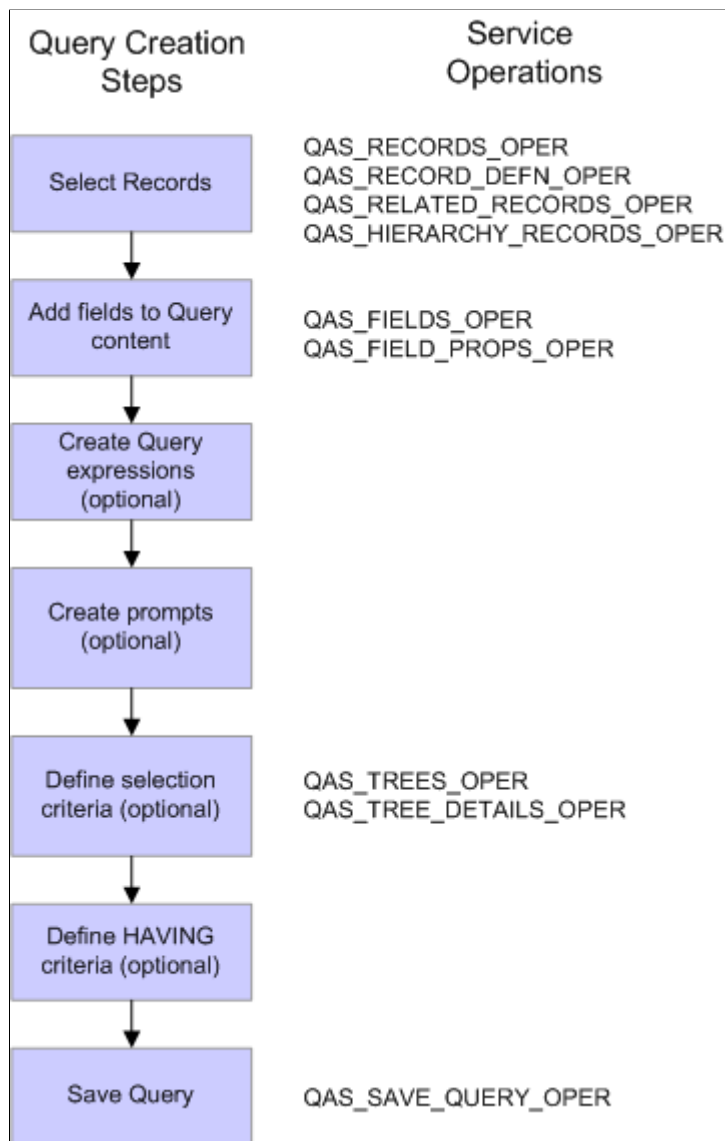 Query Creation
Steps
Service
Operations
Select Records
QAS_RECORDS_OPER
QAS_RECORD_DEFN_OPER
QAS_RELATED_RECORDS_OPER
QAS_HIERARCHY_RECORDS_OPER
Add fields to Query
content
QAS_FIELDS_OPER
QAS_FIELD_PROPS_OPER
Create Query
expressions
(optional)
Create prompts
(optional)
Define selection
criteria (optional)
QAS_TREES_OPER
QAS_TREE_DETAILS_OPER
Define HAVING
criteria (optional)
Save Query
QAS_SAVE_QUERY_OPER